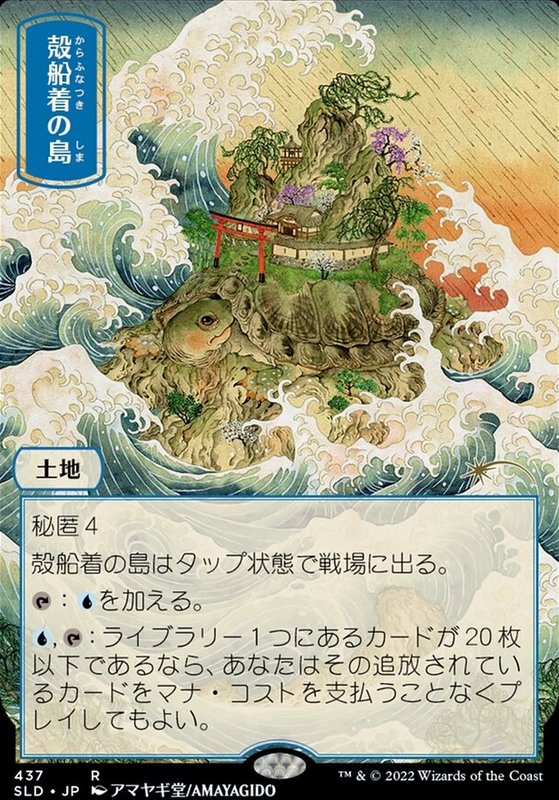 殻船着の島
からふなつき
しま
土地
秘匿4
殻船着の島はタップ状態で戦場に出る。
:を加える。
,:ライブラリー1つにあるカードが20枚
以下であるなら、あなたはその追放されてい
るカードをマナ・コストを支払うことなくプ
レイしてもよい。
437 R
SLD・JP アマヤギ堂/AMAYAGIDO
™ & © 2022 Wizards of the Coast